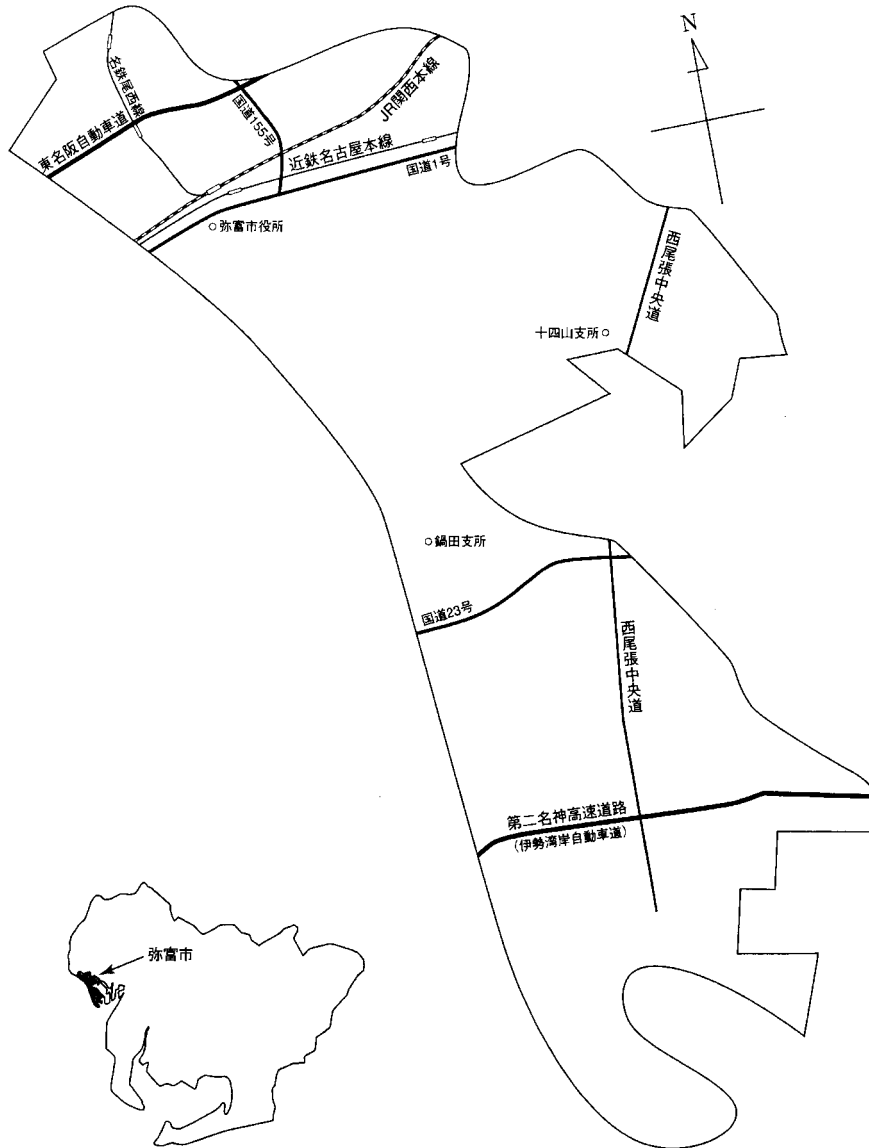 N
名鉄尾西線
国道155号
JR関西本線
東名阪自動車道
近鉄名古屋本線
国道1号
弥富市役所
西尾張中央道
十四山支所
鍋田支所
国道23号
西尾張中央道
第二名神高速道路
(伊勢湾岸自動車道)
弥富市